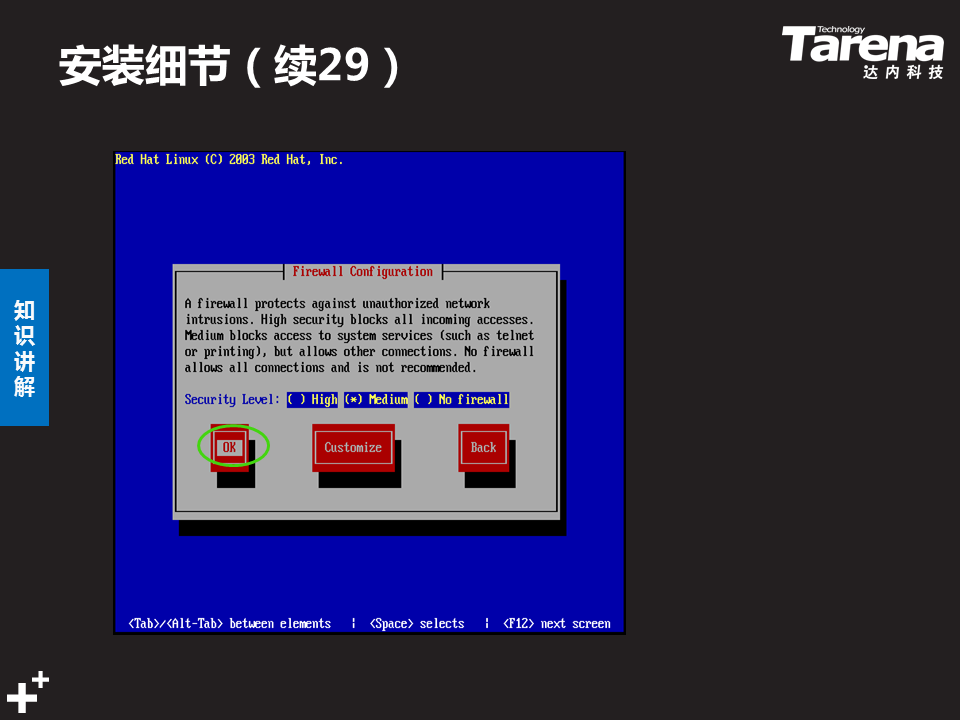 安装细节（续29）
Technology
Tarena
达内科技
知识讲解
Red Hat Linux (C) 2003 Red Hat, Inc.
Firewall Configuration
A firewall protects against unauthorized network
intrusions. High security blocks all incoming accesses.
Medium blocks access to system services (such as telnet
or printing), but allows other connections. No firewall
allows all connections and is not recommended.
Security Level: ( ) High (*) Medium ( ) No firewall
OK Customize Back
<Tab>/<Alt-Tab> between elements | <Space> selects | <F12> next screen